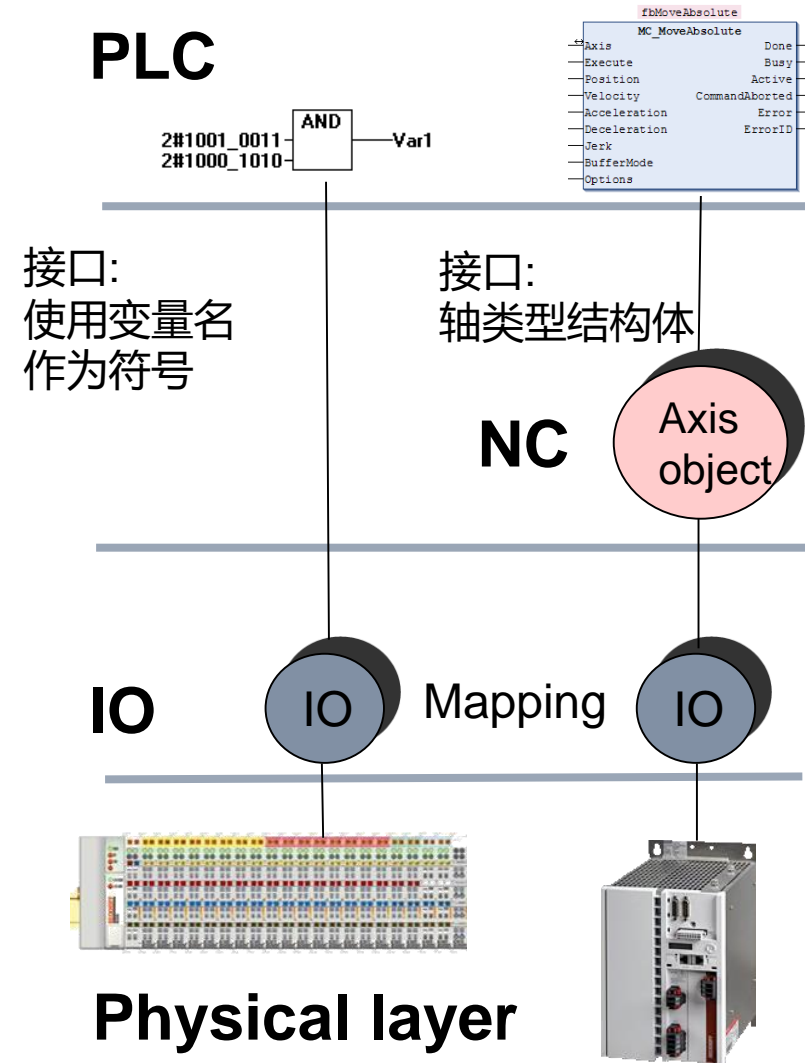 PLC
2#1001_0011
2#1000_1010
AND
Var1
fbMoveAbsolute
MC_MoveAbsolute
Axis Done
Execute Busy
Position Active
Velocity CommandAborted
Acceleration Error
Deceleration ErrorID
Jerk
BufferMode
Options
接口:
使用变量名
作为符号
接口:
轴类型结构体
NC
Axis
object
IO
IO
Mapping
IO
Physical layer